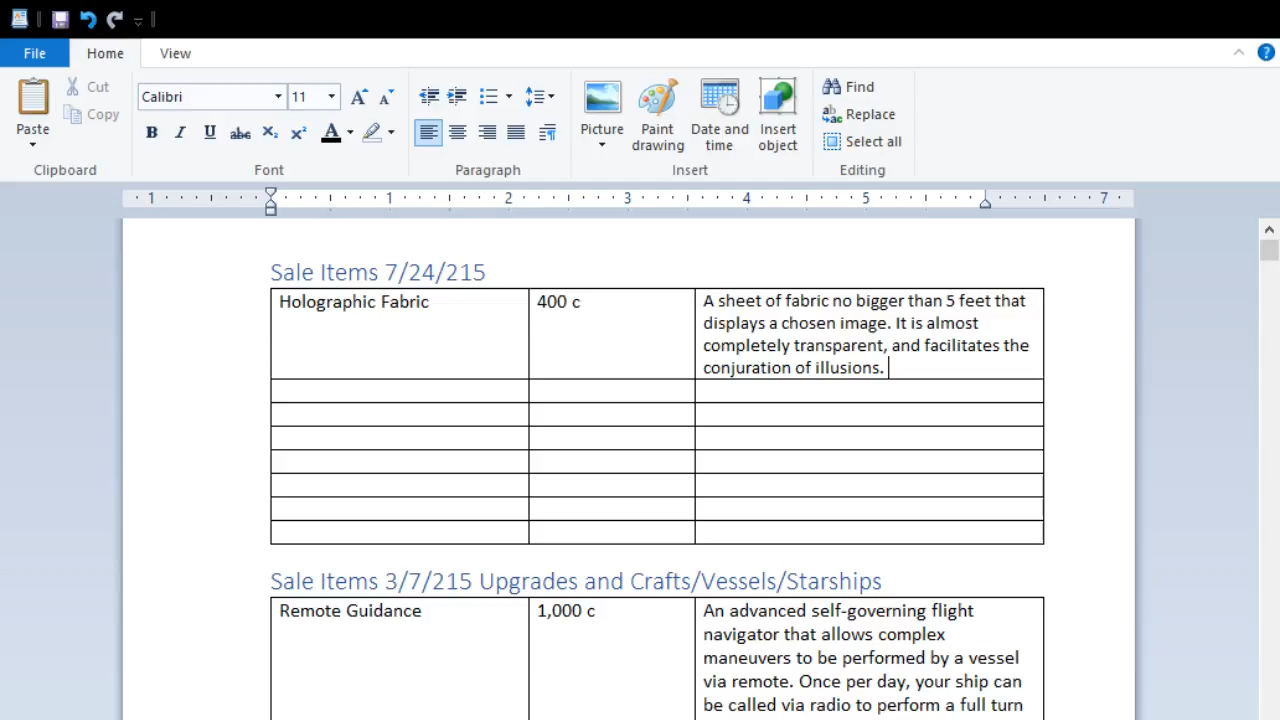 File Home View
Paste
Cut
Copy
Clipboard
Calibri 11
Font
Paragraph
Picture
Paint drawing
Date and time
Insert object
Insert
Find
Replace
Select all
Editing
1 1 2 3 4 5 7
Sale Items 7/24/215
Holographic Fabric 400 c A sheet of fabric no bigger than 5 feet that
displays a chosen image. It is almost
completely transparent, and facilitates the
conjuration of illusions.
Sale Items 3/7/215 Upgrades and Crafts/Vessels/Starships
Remote Guidance 1,000 c An advanced self-governing flight
navigator that allows complex
maneuvers to be performed by a vessel
via remote. Once per day, your ship can
be called via radio to perform a full turn